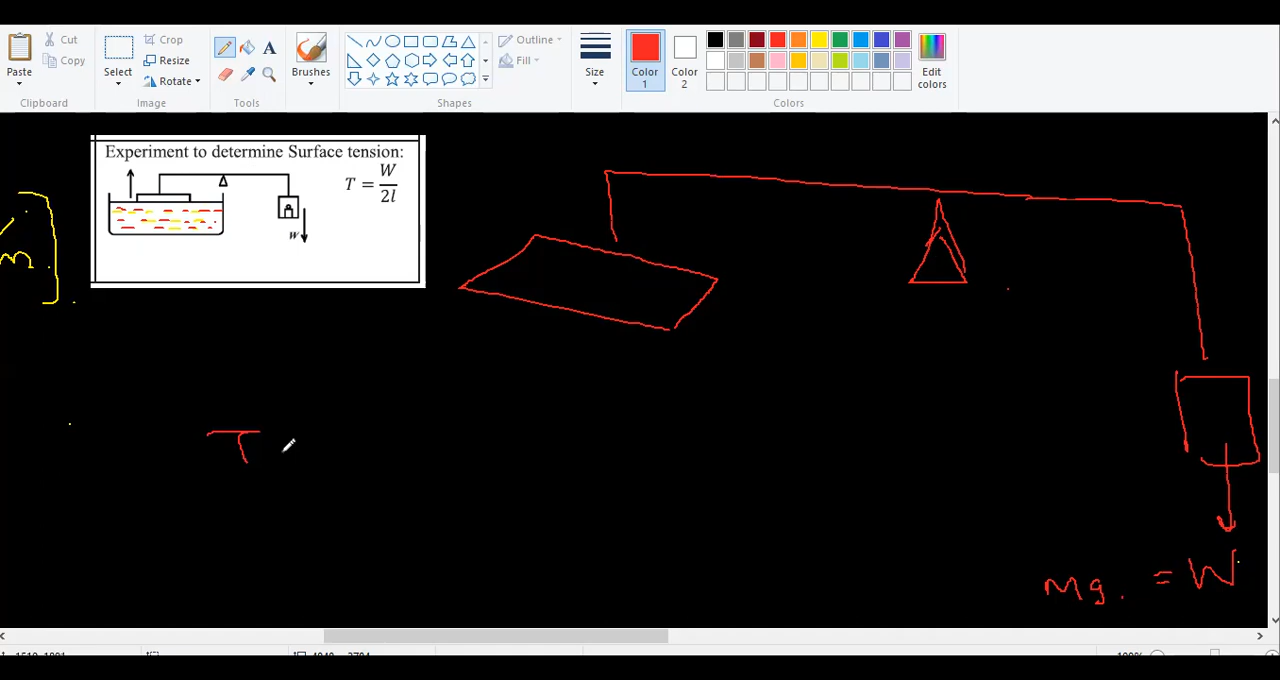 Paste
Cut
Copy
Clipboard
Select
Crop
Resize
Rotate
Image
A
Tools
Brushes
Shapes
Outline
Fill
Size
Color 1
Color 2
Edit colors
Colors
Experiment to determine Surface tension:
T = W/2l
W
m
T
Mg. = W
100%